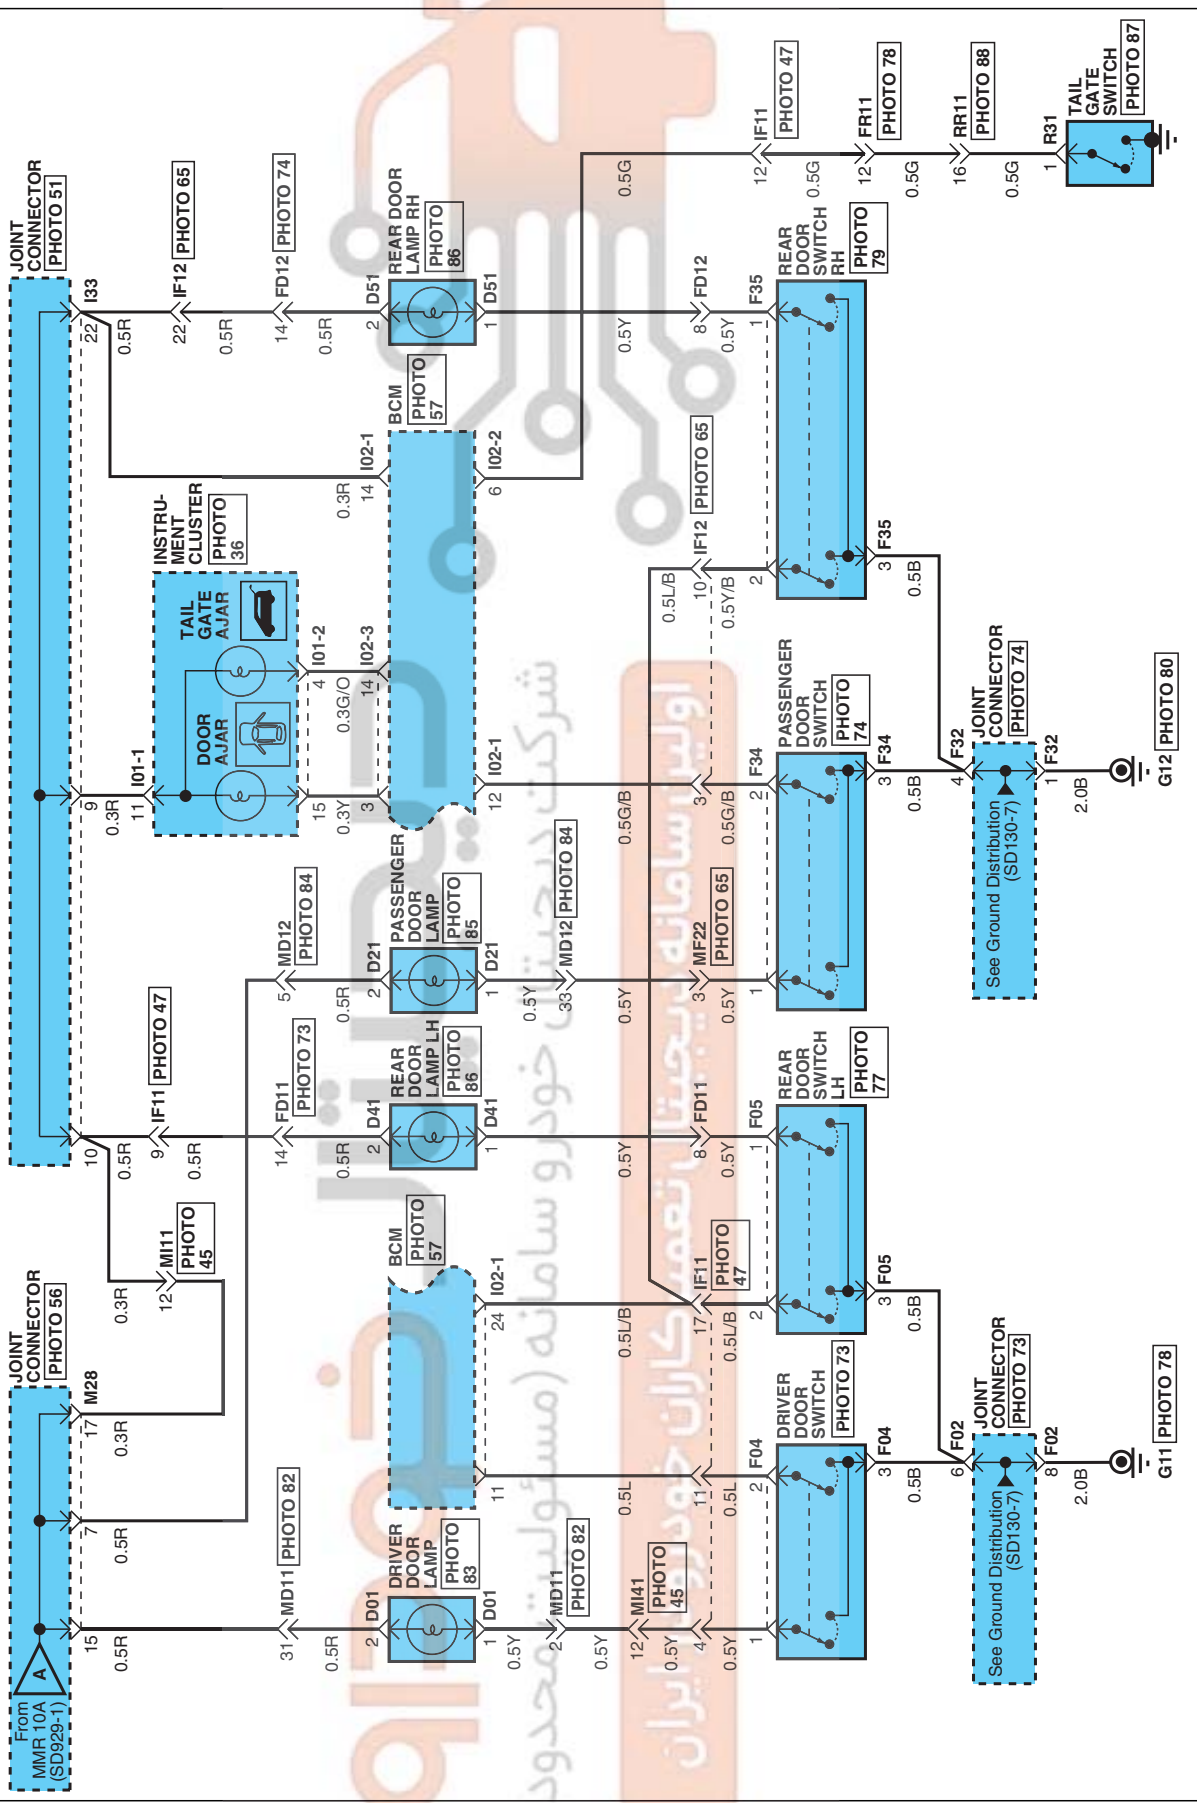 JOINT
CONNECTOR
PHOTO 56
From
MMR 10A
(SD929-1)
A
15
7
17
M28
0.5R
0.5R
0.3R
12
MI11
PHOTO
45
0.3R
JOINT
CONNECTOR
PHOTO 51
10
9
22
I33
0.5R
0.3R
0.5R
9
IF11
PHOTO 47
0.5R
11
I01-1
INSTRU-
MENT
CLUSTER
PHOTO
36
DOOR
AJAR
TAIL
GATE
AJAR
22
IF12
PHOTO 65
0.5R
31
MD11
PHOTO 82
0.5R
14
FD11
PHOTO 73
0.5R
5
MD12
PHOTO 84
0.5R
15
0.3Y
3
4
I01-2
0.3G/O
14
I02-3
0.3R
14
I02-1
14
FD12
PHOTO 74
0.5R
2
D01
DRIVER
DOOR
LAMP
PHOTO
83
1
D01
0.5Y
BCM
PHOTO
57
11
24
I02-1
2
D41
REAR
DOOR
LAMP LH
PHOTO
86
1
D41
2
D21
PASSENGER
DOOR
LAMP
PHOTO
85
1
D21
0.5Y
BCM
PHOTO
57
12
I02-1
6
I02-2
2
D51
REAR DOOR
LAMP RH
PHOTO
86
1
D51
2
MD11
PHOTO 82
0.5Y
33
MD12
PHOTO 84
12
MI41
PHOTO
45
0.5Y
4
0.5Y
0.5L
11
0.5L
0.5L/B
17
IF11
PHOTO
47
0.5L/B
0.5Y
8
FD11
0.5Y
0.5Y
3
MF22
PHOTO 65
0.5Y
0.5G/B
3
0.5G/B
0.5L/B
10
IF12
PHOTO 65
0.5Y/B
0.5Y
8
FD12
0.5Y
0.5G
12
IF11
PHOTO 47
0.5G
12
FR11
PHOTO 78
0.5G
16
RR11
PHOTO 88
0.5G
1
R31
TAIL
GATE
SWITCH
PHOTO 87
1
2
F04
DRIVER
DOOR
SWITCH
PHOTO 73
3
F04
0.5B
2
1
F05
REAR
DOOR
SWITCH
LH
PHOTO
77
3
F05
0.5B
1
2
F34
PASSENGER
DOOR
SWITCH
PHOTO
74
3
F34
0.5B
2
1
F35
REAR
DOOR
SWITCH
RH
PHOTO
79
3
F35
0.5B
6
F02
JOINT
CONNECTOR
PHOTO 73
See Ground Distribution
(SD130-7)
8
F02
2.0B
G11
PHOTO 78
4
F32
JOINT
CONNECTOR
PHOTO 74
See Ground Distribution
(SD130-7)
1
F32
2.0B
G12
PHOTO 80
شرکت دیجیتال خودرو سامانه (مسئولیت محدود
اولین سامانه دیجیتال تعمیرکاران خودرو در ایران